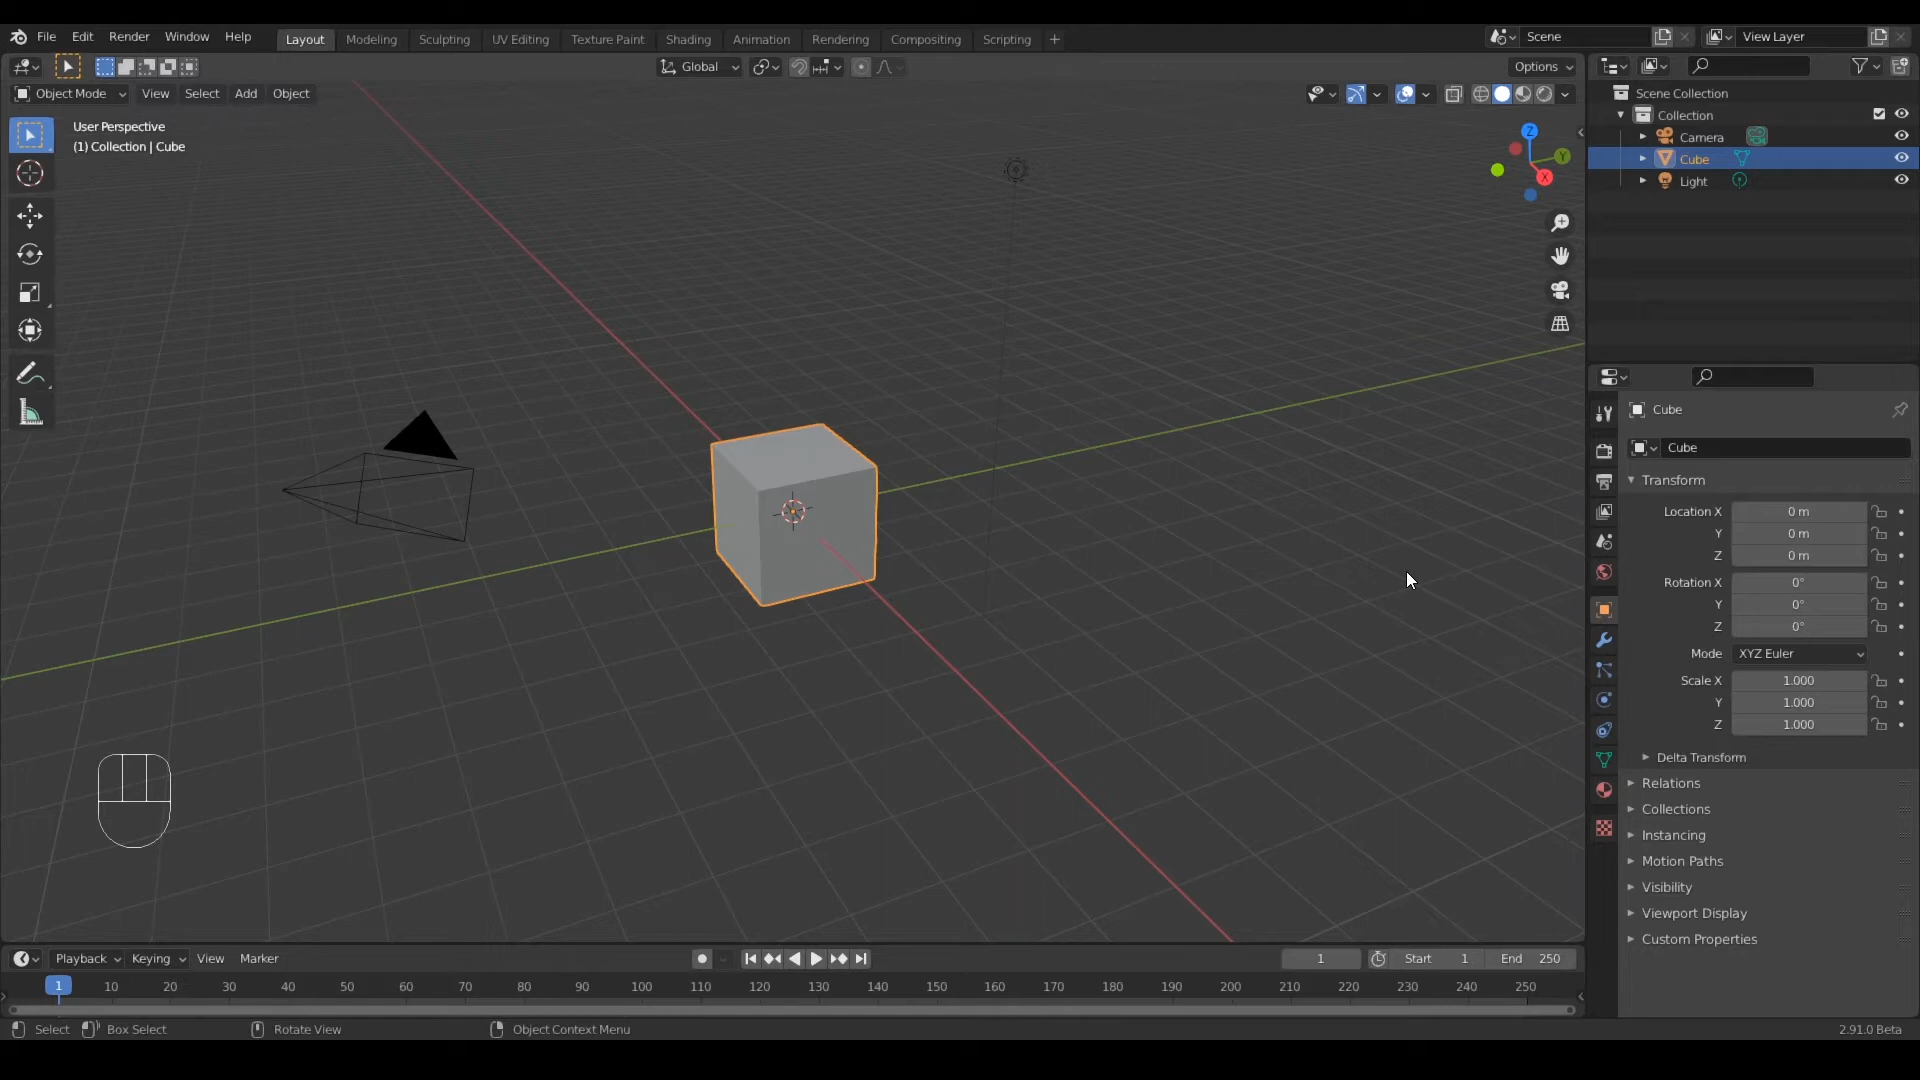 File Edit Render Window Help Layout Modeling Sculpting UV Editing Texture Paint Shading Animation Rendering Compositing Scripting + Scene View Layer
Global Options
Object Mode View Select Add Object
User Perspective
(1) Collection | Cube
Z
Y
X
Scene Collection
Collection
Camera
Cube
Light
Cube
Cube
Transform
Location X 0 m
Y 0 m
Z 0 m
Rotation X 0°
Y 0°
Z 0°
Mode XYZ Euler
Scale X 1.000
Y 1.000
Z 1.000
Delta Transform
Relations
Collections
Instancing
Motion Paths
Visibility
Viewport Display
Custom Properties
Playback Keying View Marker 1 Start 1 End 250
1 10 20 30 40 50 60 70 80 90 100 110 120 130 140 150 160 170 180 190 200 210 220 230 240 250
Select Box Select Rotate View Object Context Menu 2.91.0 Beta